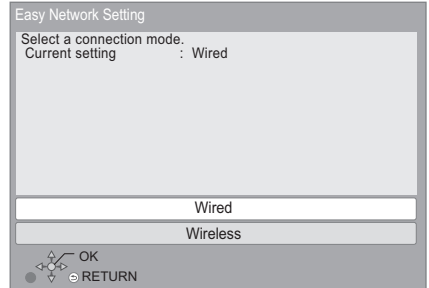 Easy Network Setting
Select a connection mode.
Current setting : Wired
Wired
Wireless
OK
RETURN